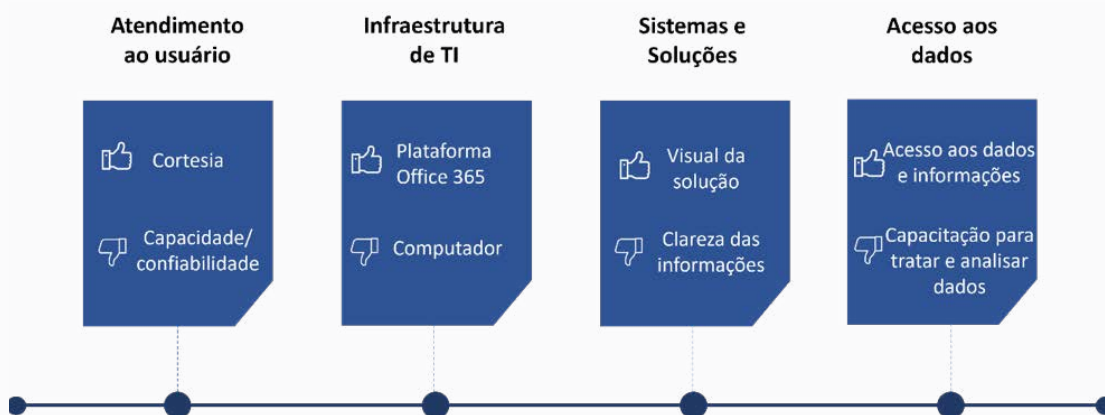 Atendimento
ao usuário
Cortesia
Capacidade/
confiabilidade
Infraestrutura
de TI
Plataforma
Office 365
Computador
Sistemas e
Soluções
Visual da
solução
Clareza das
informações
Acesso aos
dados
Acesso aos dados
e informações
Capacitação para
tratar e analisar
dados